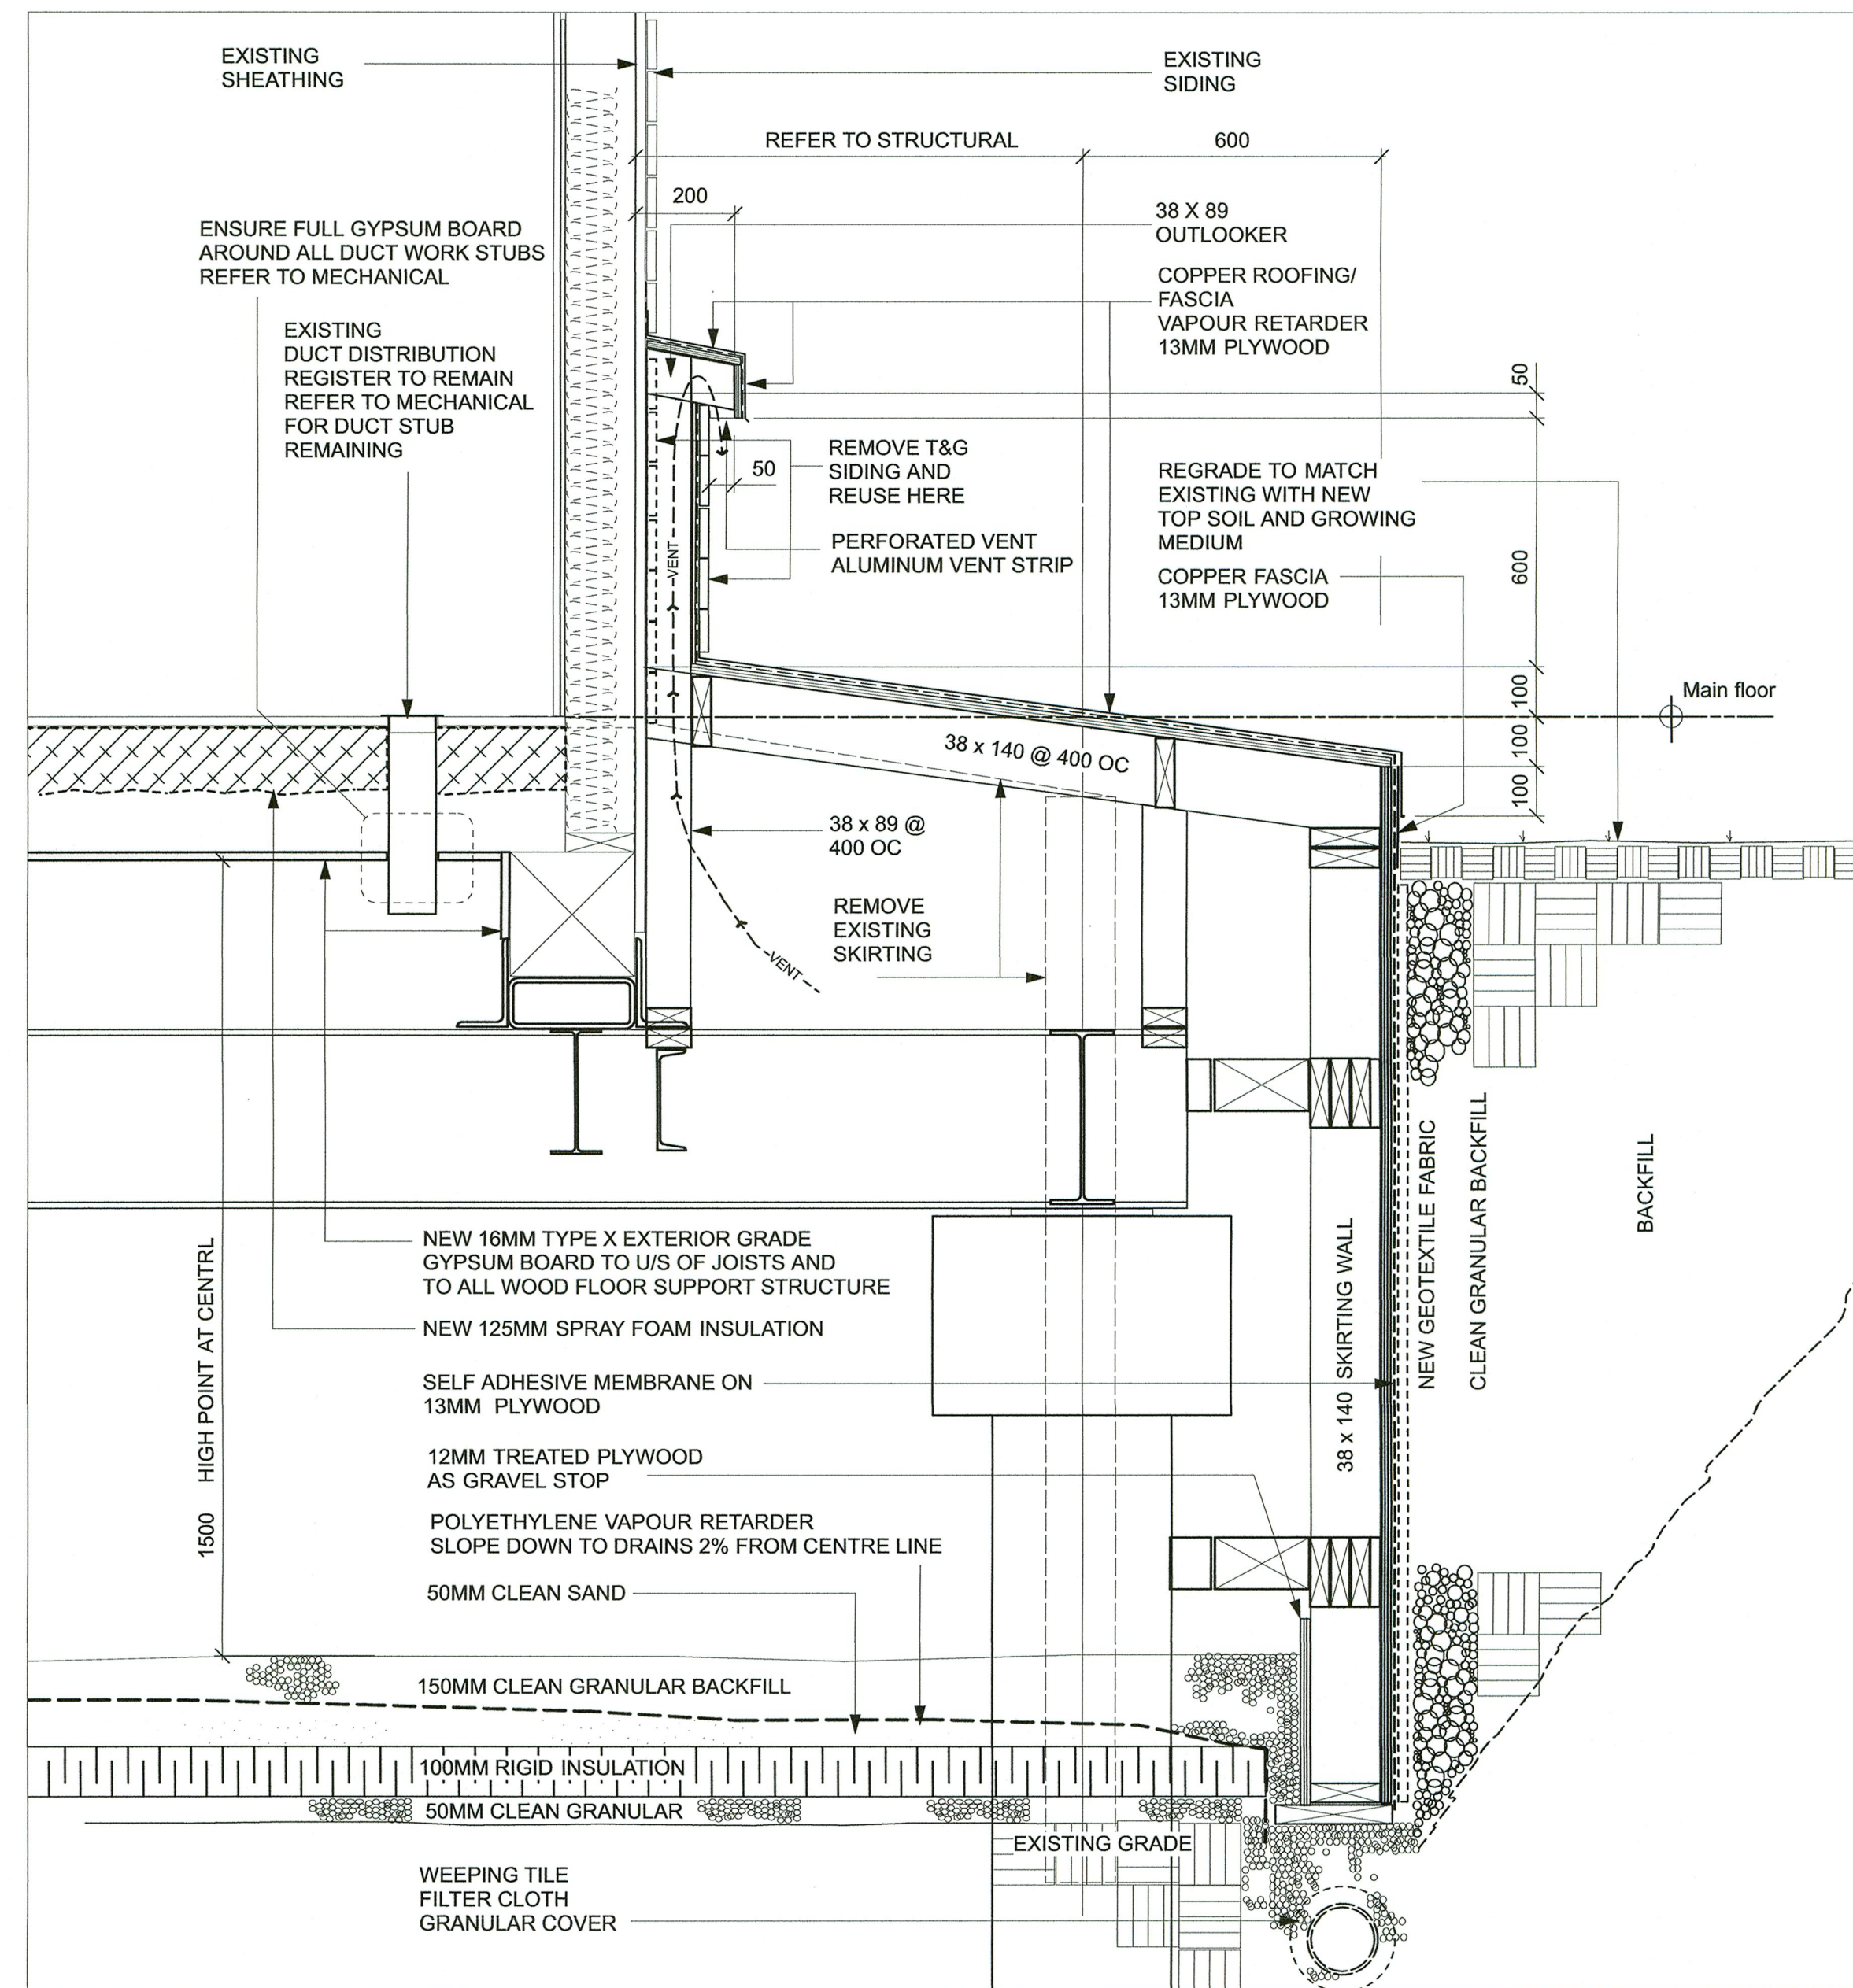 EXISTING
SHEATHING
EXISTING
SIDING
REFER TO STRUCTURAL
600
200
38 X 89
OUTLOOKER
ENSURE FULL GYPSUM BOARD
AROUND ALL DUCT WORK STUBS
REFER TO MECHANICAL
COPPER ROOFING/
FASCIA
VAPOUR RETARDER
13MM PLYWOOD
EXISTING
DUCT DISTRIBUTION
REGISTER TO REMAIN
REFER TO MECHANICAL
FOR DUCT STUB
REMAINING
50
REMOVE T&G
SIDING AND
REUSE HERE
50
REGRADE TO MATCH
EXISTING WITH NEW
TOP SOIL AND GROWING
MEDIUM
PERFORATED VENT
ALUMINUM VENT STRIP
VENT
600
COPPER FASCIA
13MM PLYWOOD
100
Main floor
100
100
38 x 140 @ 400 OC
38 x 89 @
400 OC
REMOVE
EXISTING
SKIRTING
VENT
NEW GEOTEXTILE FABRIC
CLEAN GRANULAR BACKFILL
BACKFILL
38 x 140 SKIRTING WALL
1500 HIGH POINT AT CENTRL
NEW 16MM TYPE X EXTERIOR GRADE
GYPSUM BOARD TO U/S OF JOISTS AND
TO ALL WOOD FLOOR SUPPORT STRUCTURE
NEW 125MM SPRAY FOAM INSULATION
SELF ADHESIVE MEMBRANE ON
13MM PLYWOOD
12MM TREATED PLYWOOD
AS GRAVEL STOP
POLYETHYLENE VAPOUR RETARDER
SLOPE DOWN TO DRAINS 2% FROM CENTRE LINE
50MM CLEAN SAND
150MM CLEAN GRANULAR BACKFILL
100MM RIGID INSULATION
50MM CLEAN GRANULAR
EXISTING GRADE
WEEPING TILE
FILTER CLOTH
GRANULAR COVER